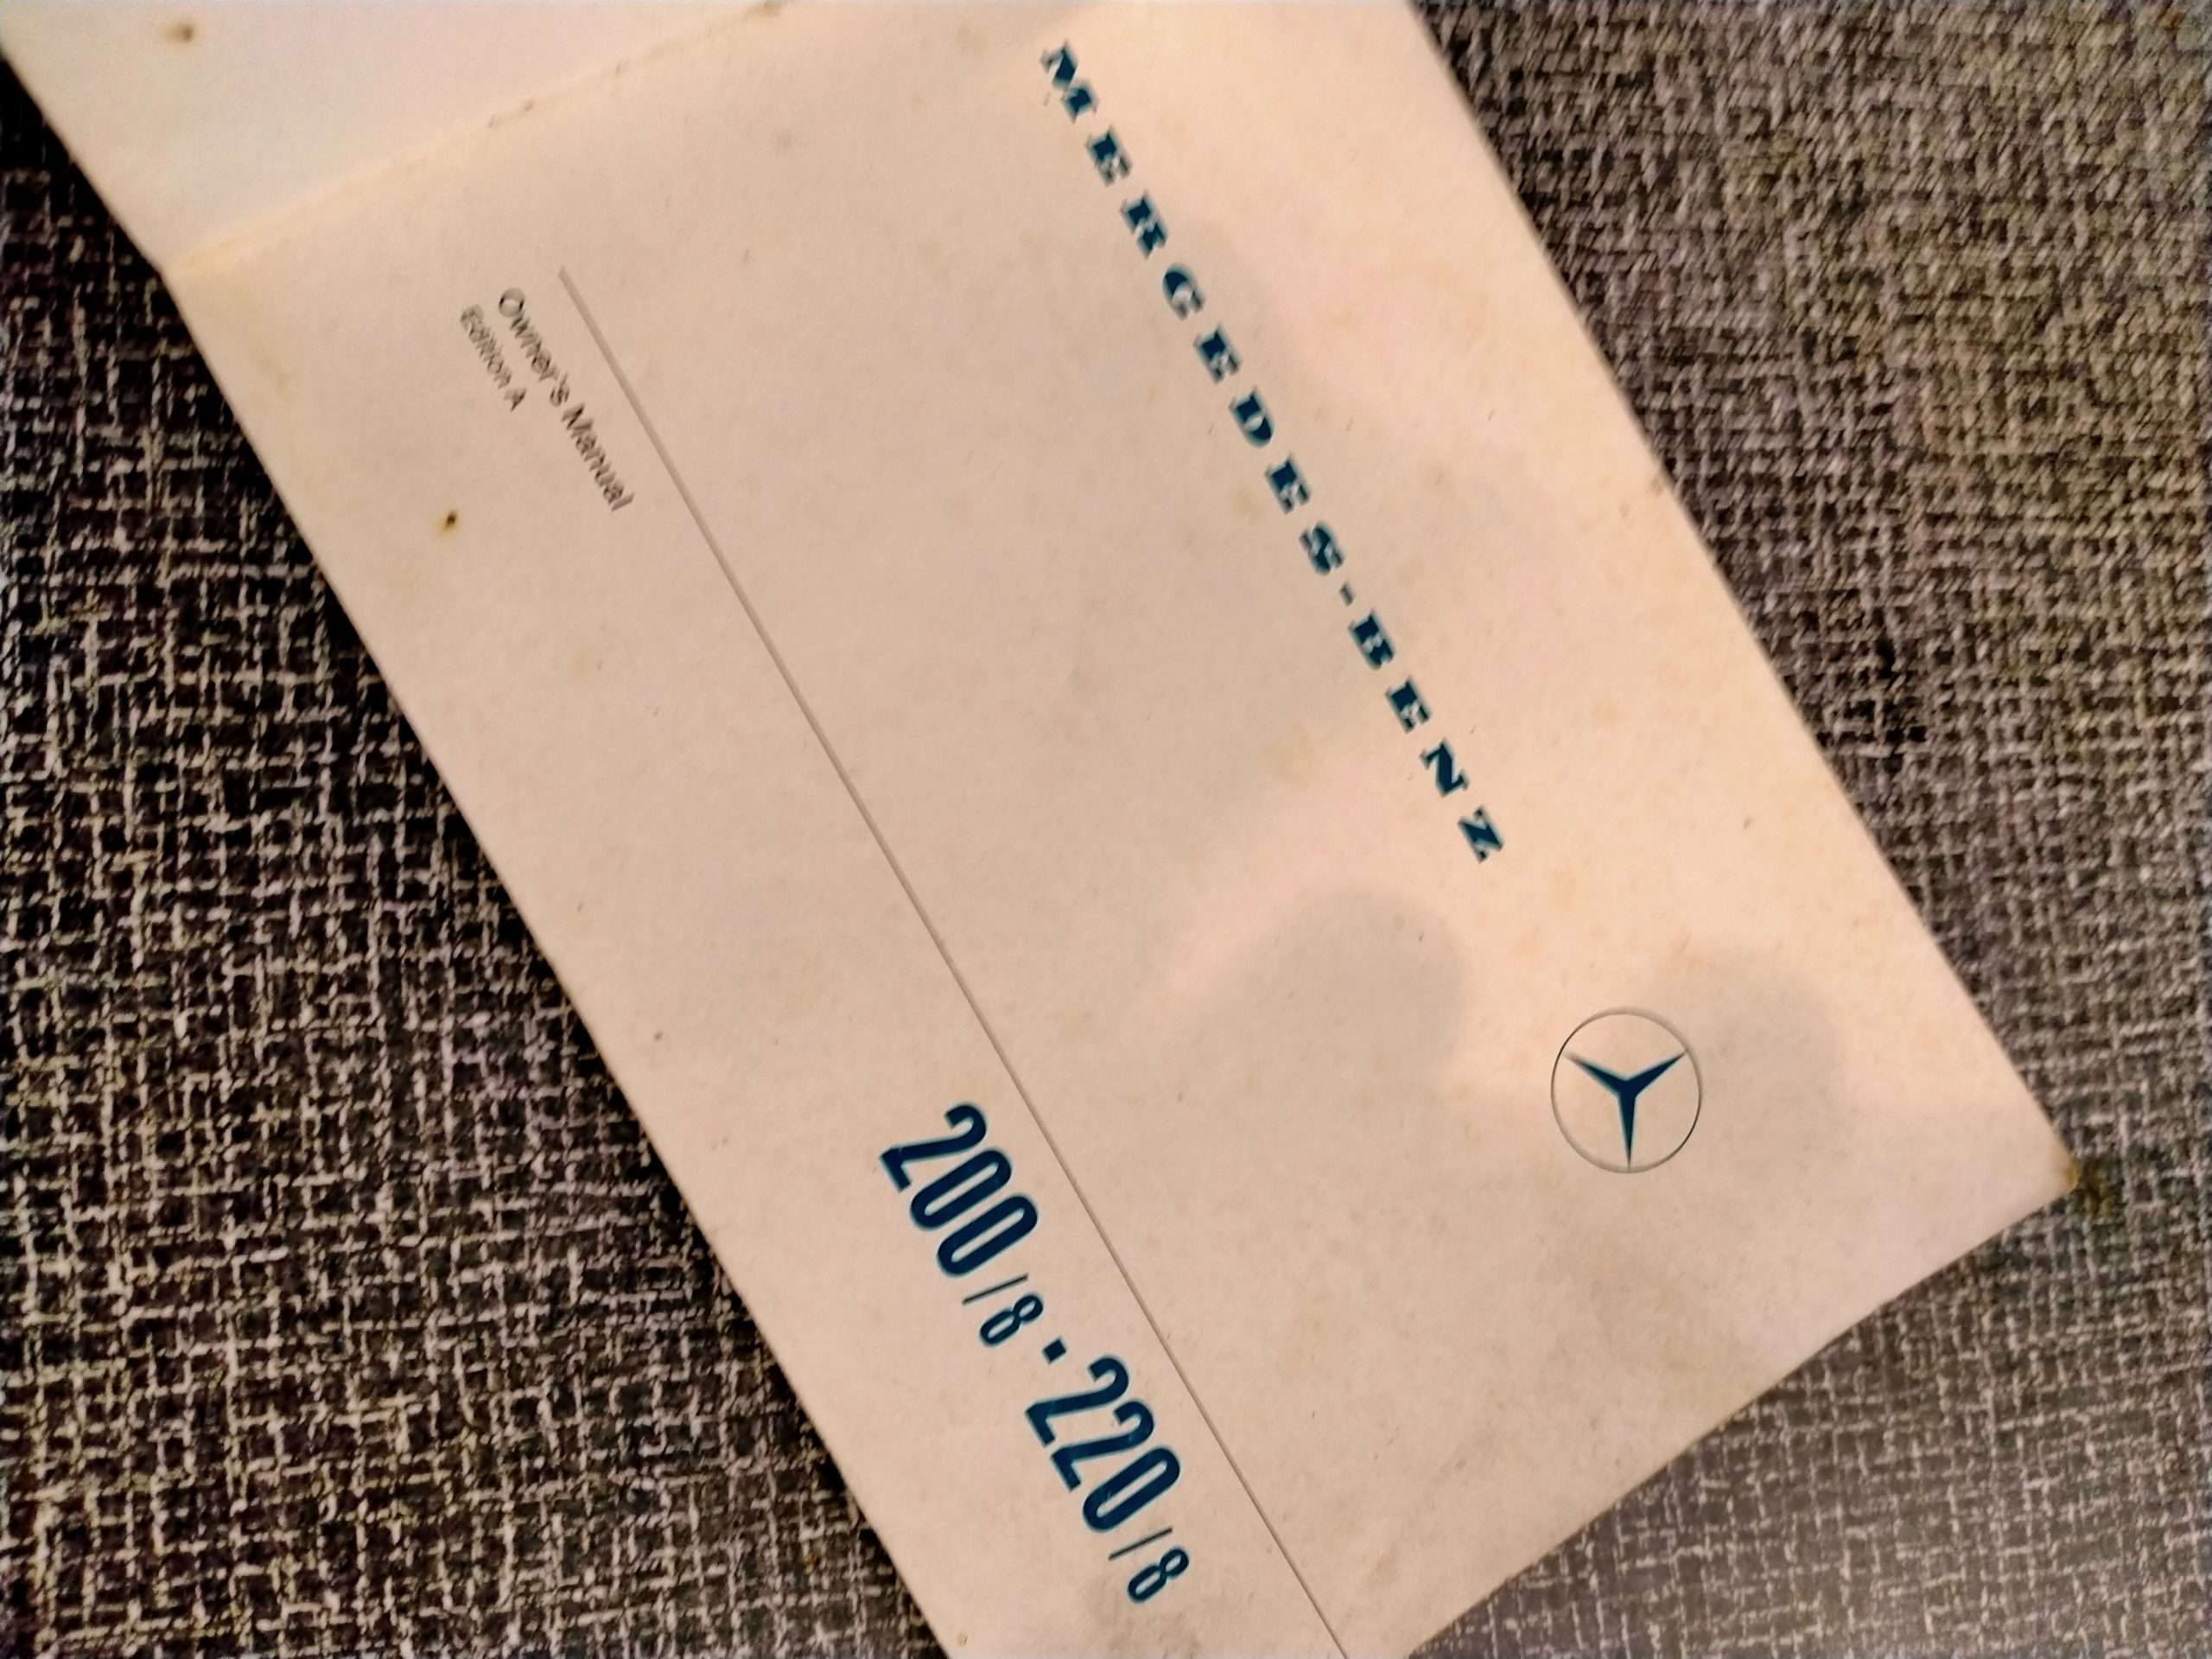 MERCEDES-BENZ
200/8 · 220/8
Owner's Manual
Edition A